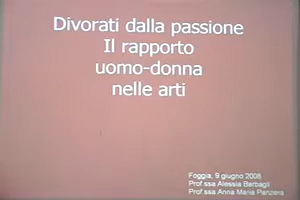 Divorati dalla passione
Il rapporto
uomo-donna
nelle arti
Foggia, 9 giugno 2008
Prof.ssa Alessia Barbagli
Prof.ssa Anna Maria Panzera